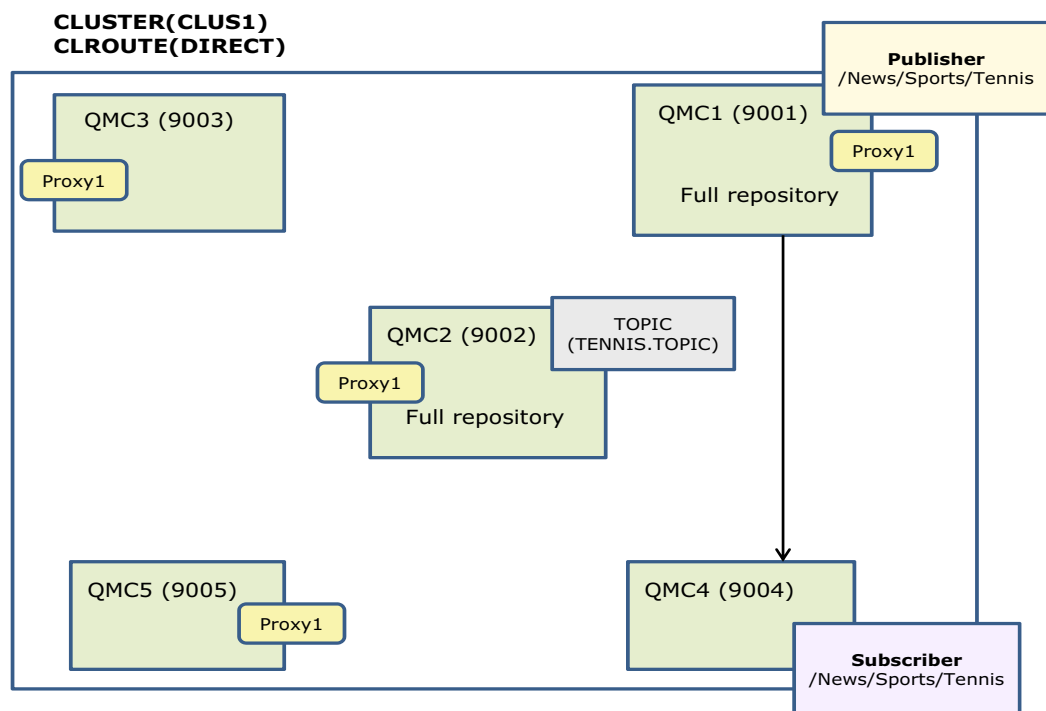 CLUSTER(CLUS1)
CLROUTE(DIRECT)
Publisher
/News/Sports/Tennis
QMC3 (9003)
Proxy1
QMC1 (9001)
Proxy1
Full repository
QMC2 (9002)
TOPIC
(TENNIS.TOPIC)
Proxy1
Full repository
QMC5 (9005)
Proxy1
QMC4 (9004)
Subscriber
/News/Sports/Tennis